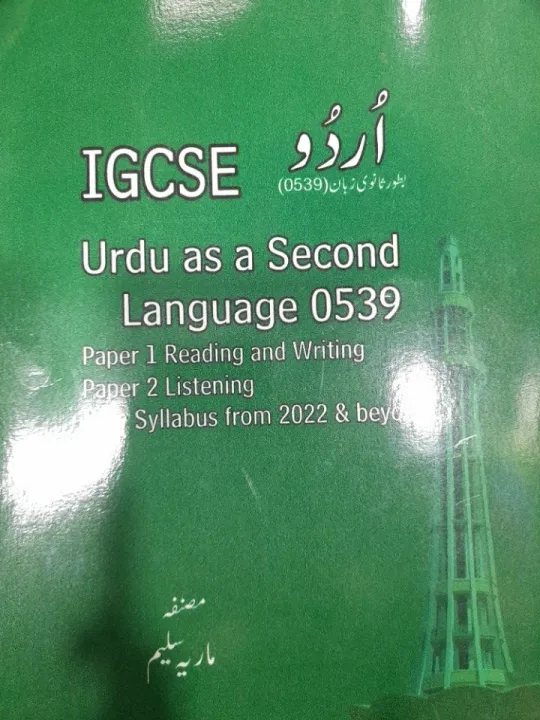 IGCSE
اُردُو
بطور ثانوی زبان (0539)
Urdu as a Second
Language 0539
Paper 1 Reading and Writing
Paper 2 Listening
Syllabus from 2022 &
مصنفہ
ماریہ سلیم